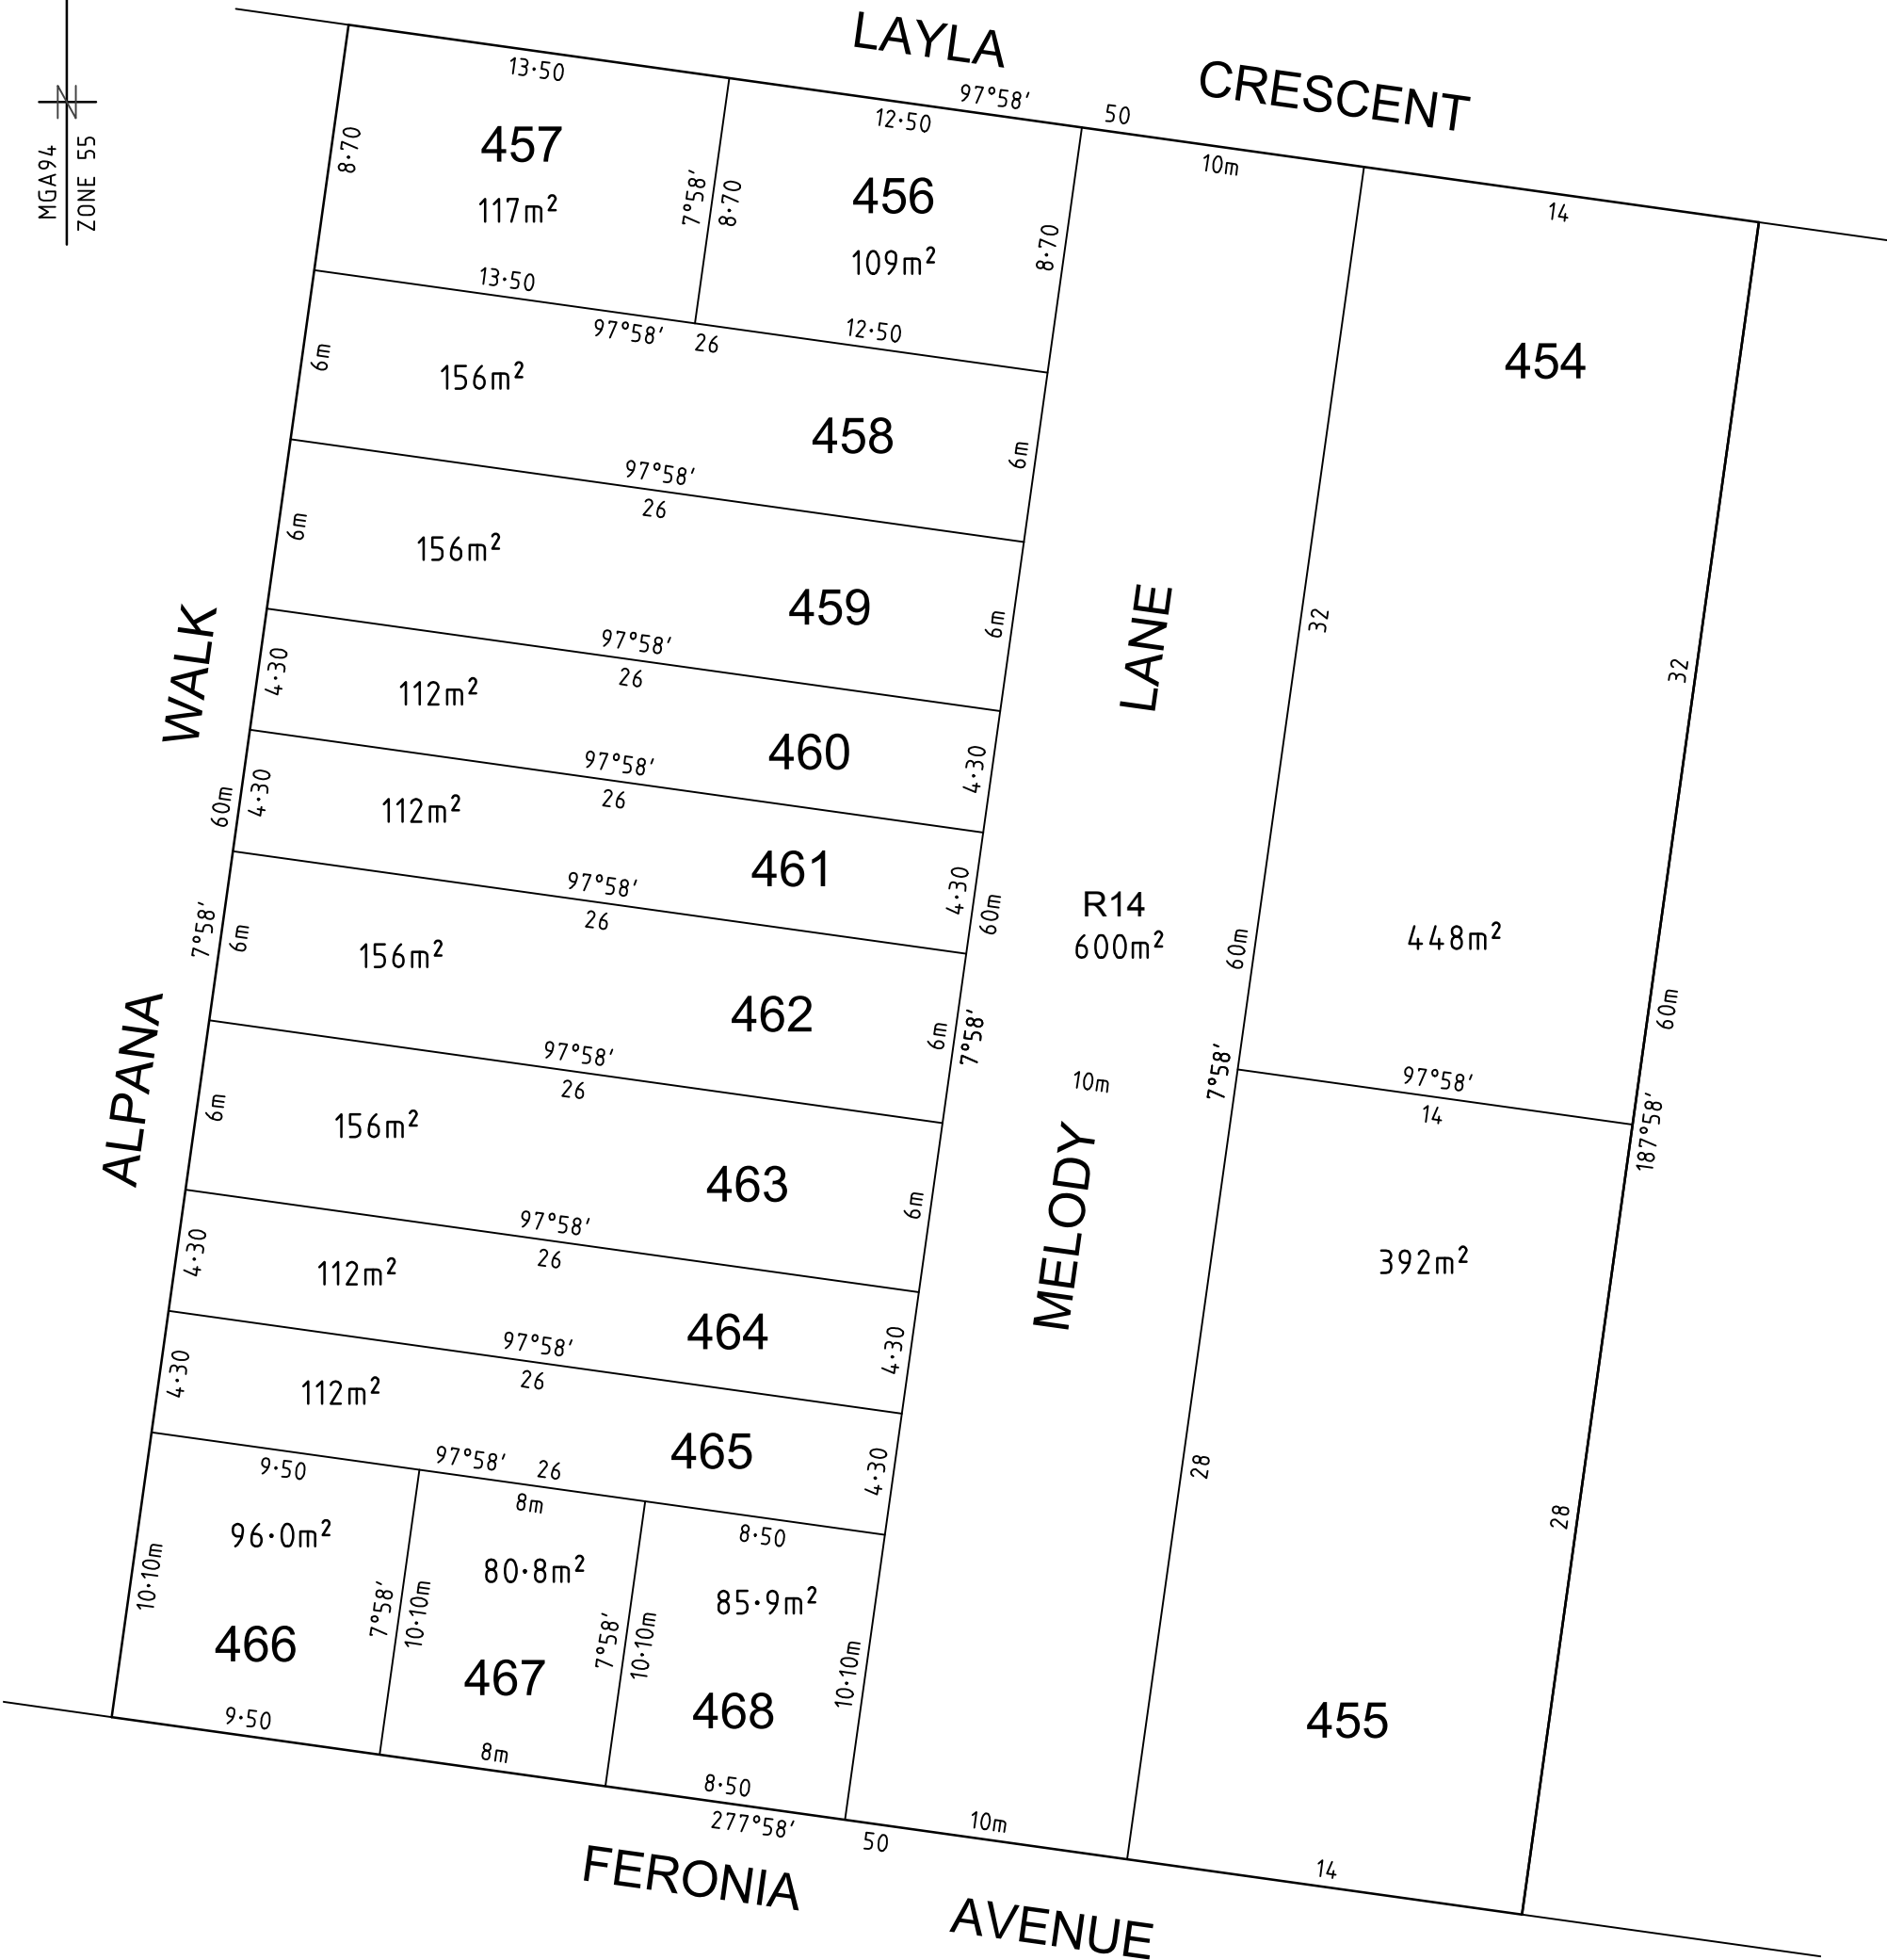 LAYLA
CRESCENT
MGA94
ZONE 55
N
97°58'
50
13·50
12·50
10m
14
8·70
457
117m²
7°58'
8·70
456
109m²
8·70
13·50
12·50
97°58'
26
454
6m
156m²
458
6m
97°58'
26
6m
156m²
459
6m
97°58'
26
4·30
112m²
460
4·30
97°58'
26
4·30
112m²
461
4·30
97°58'
26
6m
156m²
462
6m
97°58'
26
6m
156m²
463
6m
97°58'
26
4·30
112m²
464
4·30
97°58'
26
4·30
112m²
465
4·30
97°58'
26
9·50
8m
8·50
10·10m
96·0m²
466
7°58'
10·10m
80·8m²
467
7°58'
10·10m
85·9m²
468
10·10m
9·50
8m
8·50
10m
14
277°58'
50
WALK
ALPANA
60m
7°58'
60m
7°58'
LANE
MELODY
R14
600m²
10m
32
60m
7°58'
28
32
448m²
60m
187°58'
97°58'
14
392m²
28
455
FERONIA
AVENUE